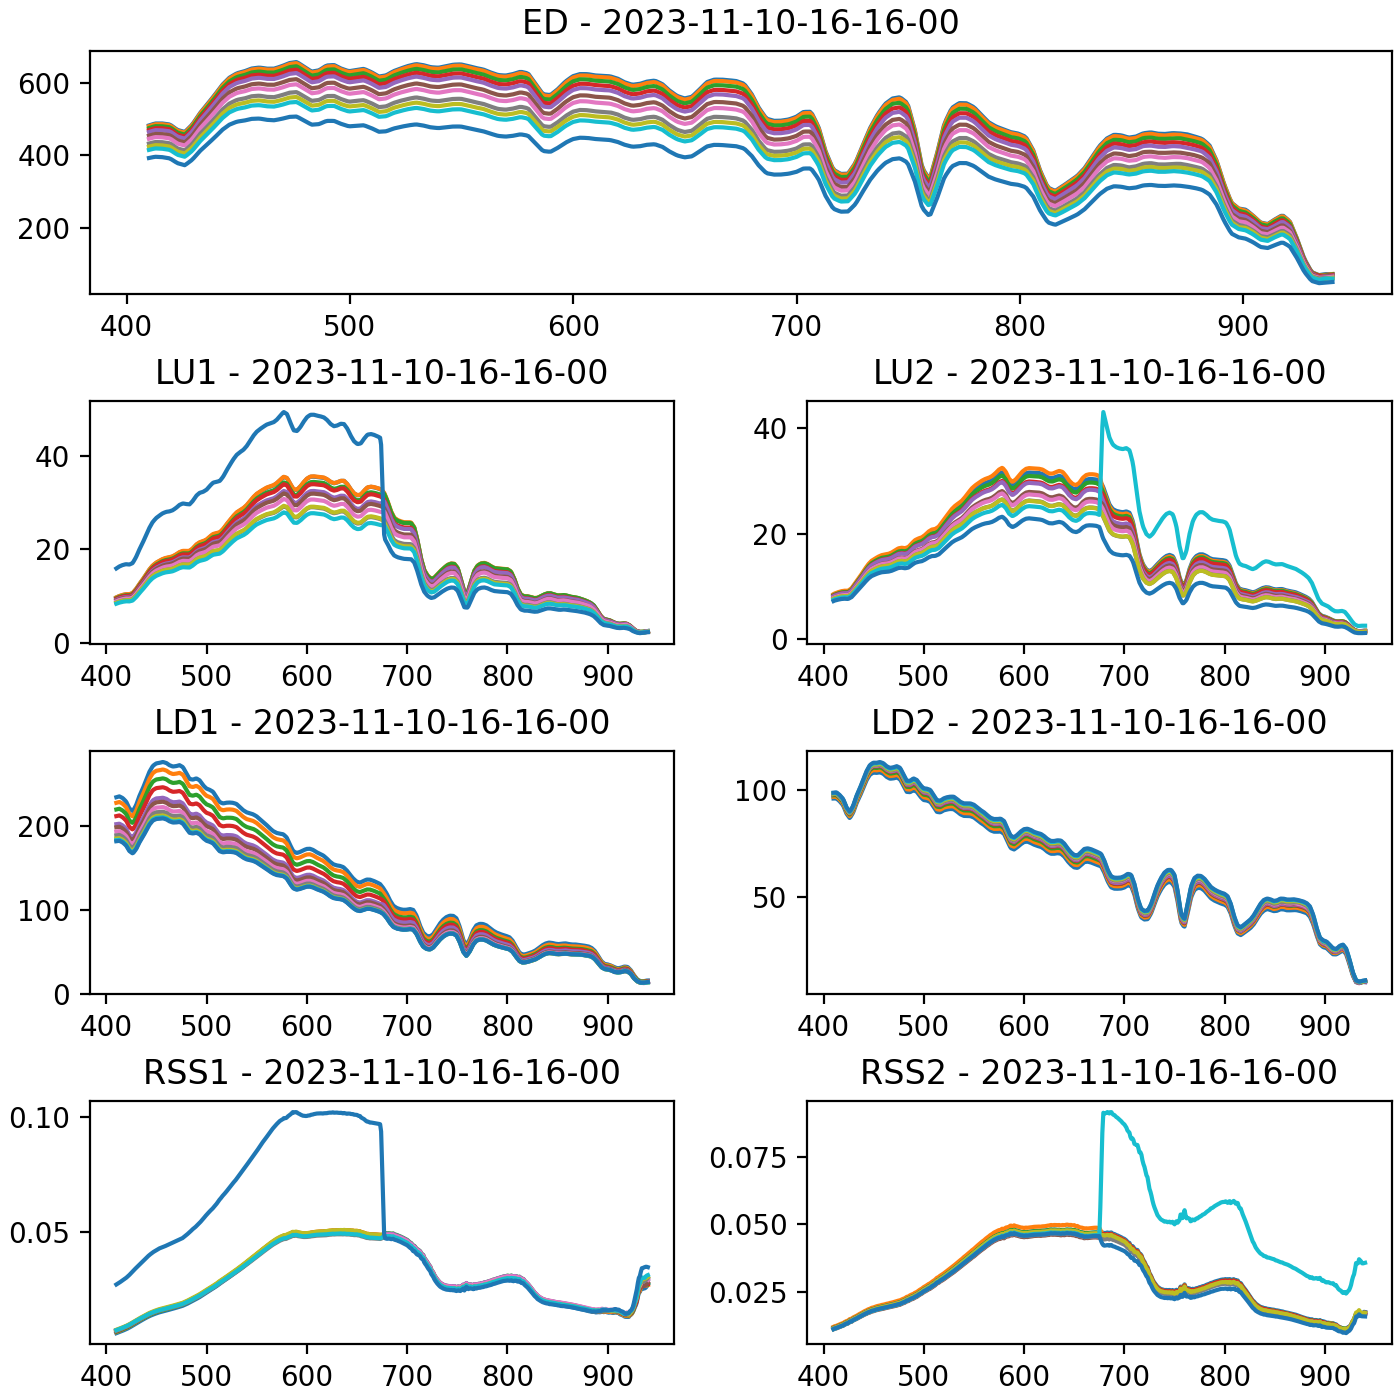 ED - 2023-11-10-16-16-00
600
400
200
400 500 600 700 800 900
LU1 - 2023-11-10-16-16-00
40
20
0
400 500 600 700 800 900
LU2 - 2023-11-10-16-16-00
40
20
0
400 500 600 700 800 900
LD1 - 2023-11-10-16-16-00
200
100
0
400 500 600 700 800 900
LD2 - 2023-11-10-16-16-00
100
50
400 500 600 700 800 900
RSS1 - 2023-11-10-16-16-00
0.10
0.05
400 500 600 700 800 900
RSS2 - 2023-11-10-16-16-00
0.075
0.050
0.025
400 500 600 700 800 900